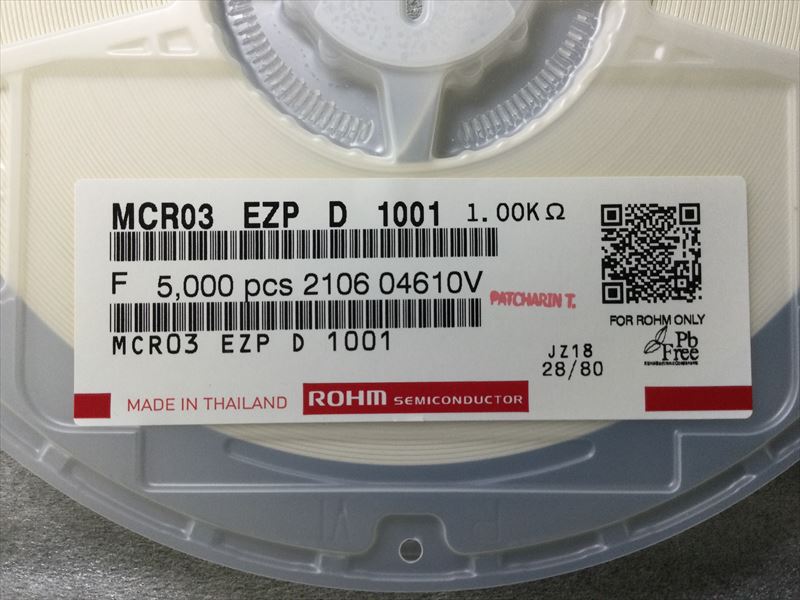 MCR03 EZP D 1001 1.00KΩ
F 5,000 pcs 2106 04610V
PATCHARIN T.
FOR ROHM ONLY
MCR03 EZP D 1001
Pb
Free
JZ18
28/80
MADE IN THAILAND
ROHM SEMICONDUCTOR